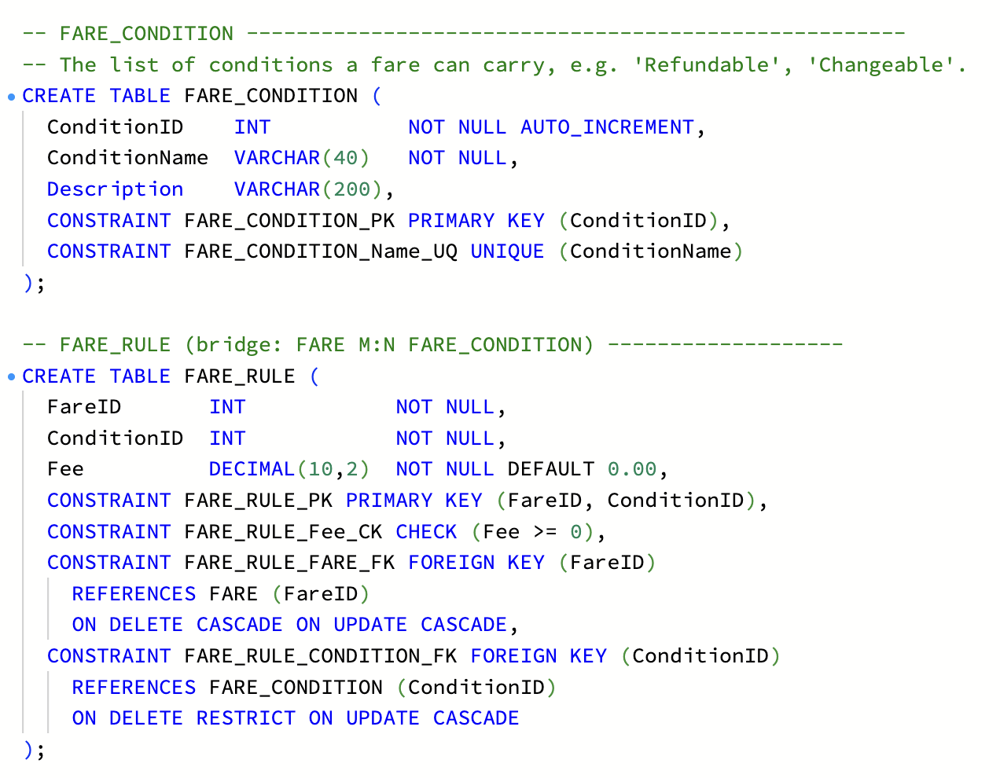 -- FARE_CONDITION -----------------------------------------------------
-- The list of conditions a fare can carry, e.g. 'Refundable', 'Changeable'.
CREATE TABLE FARE_CONDITION (
  ConditionID    INT           NOT NULL AUTO_INCREMENT,
  ConditionName  VARCHAR(40)   NOT NULL,
  Description    VARCHAR(200),
  CONSTRAINT FARE_CONDITION_PK PRIMARY KEY (ConditionID),
  CONSTRAINT FARE_CONDITION_Name_UQ UNIQUE (ConditionName)
);
-- FARE_RULE (bridge: FARE M:N FARE_CONDITION) -------------------
CREATE TABLE FARE_RULE (
  FareID       INT            NOT NULL,
  ConditionID  INT            NOT NULL,
  Fee          DECIMAL(10,2)  NOT NULL DEFAULT 0.00,
  CONSTRAINT FARE_RULE_PK PRIMARY KEY (FareID, ConditionID),
  CONSTRAINT FARE_RULE_Fee_CK CHECK (Fee >= 0),
  CONSTRAINT FARE_RULE_FARE_FK FOREIGN KEY (FareID)
    REFERENCES FARE (FareID)
    ON DELETE CASCADE ON UPDATE CASCADE,
  CONSTRAINT FARE_RULE_CONDITION_FK FOREIGN KEY (ConditionID)
    REFERENCES FARE_CONDITION (ConditionID)
    ON DELETE RESTRICT ON UPDATE CASCADE
);